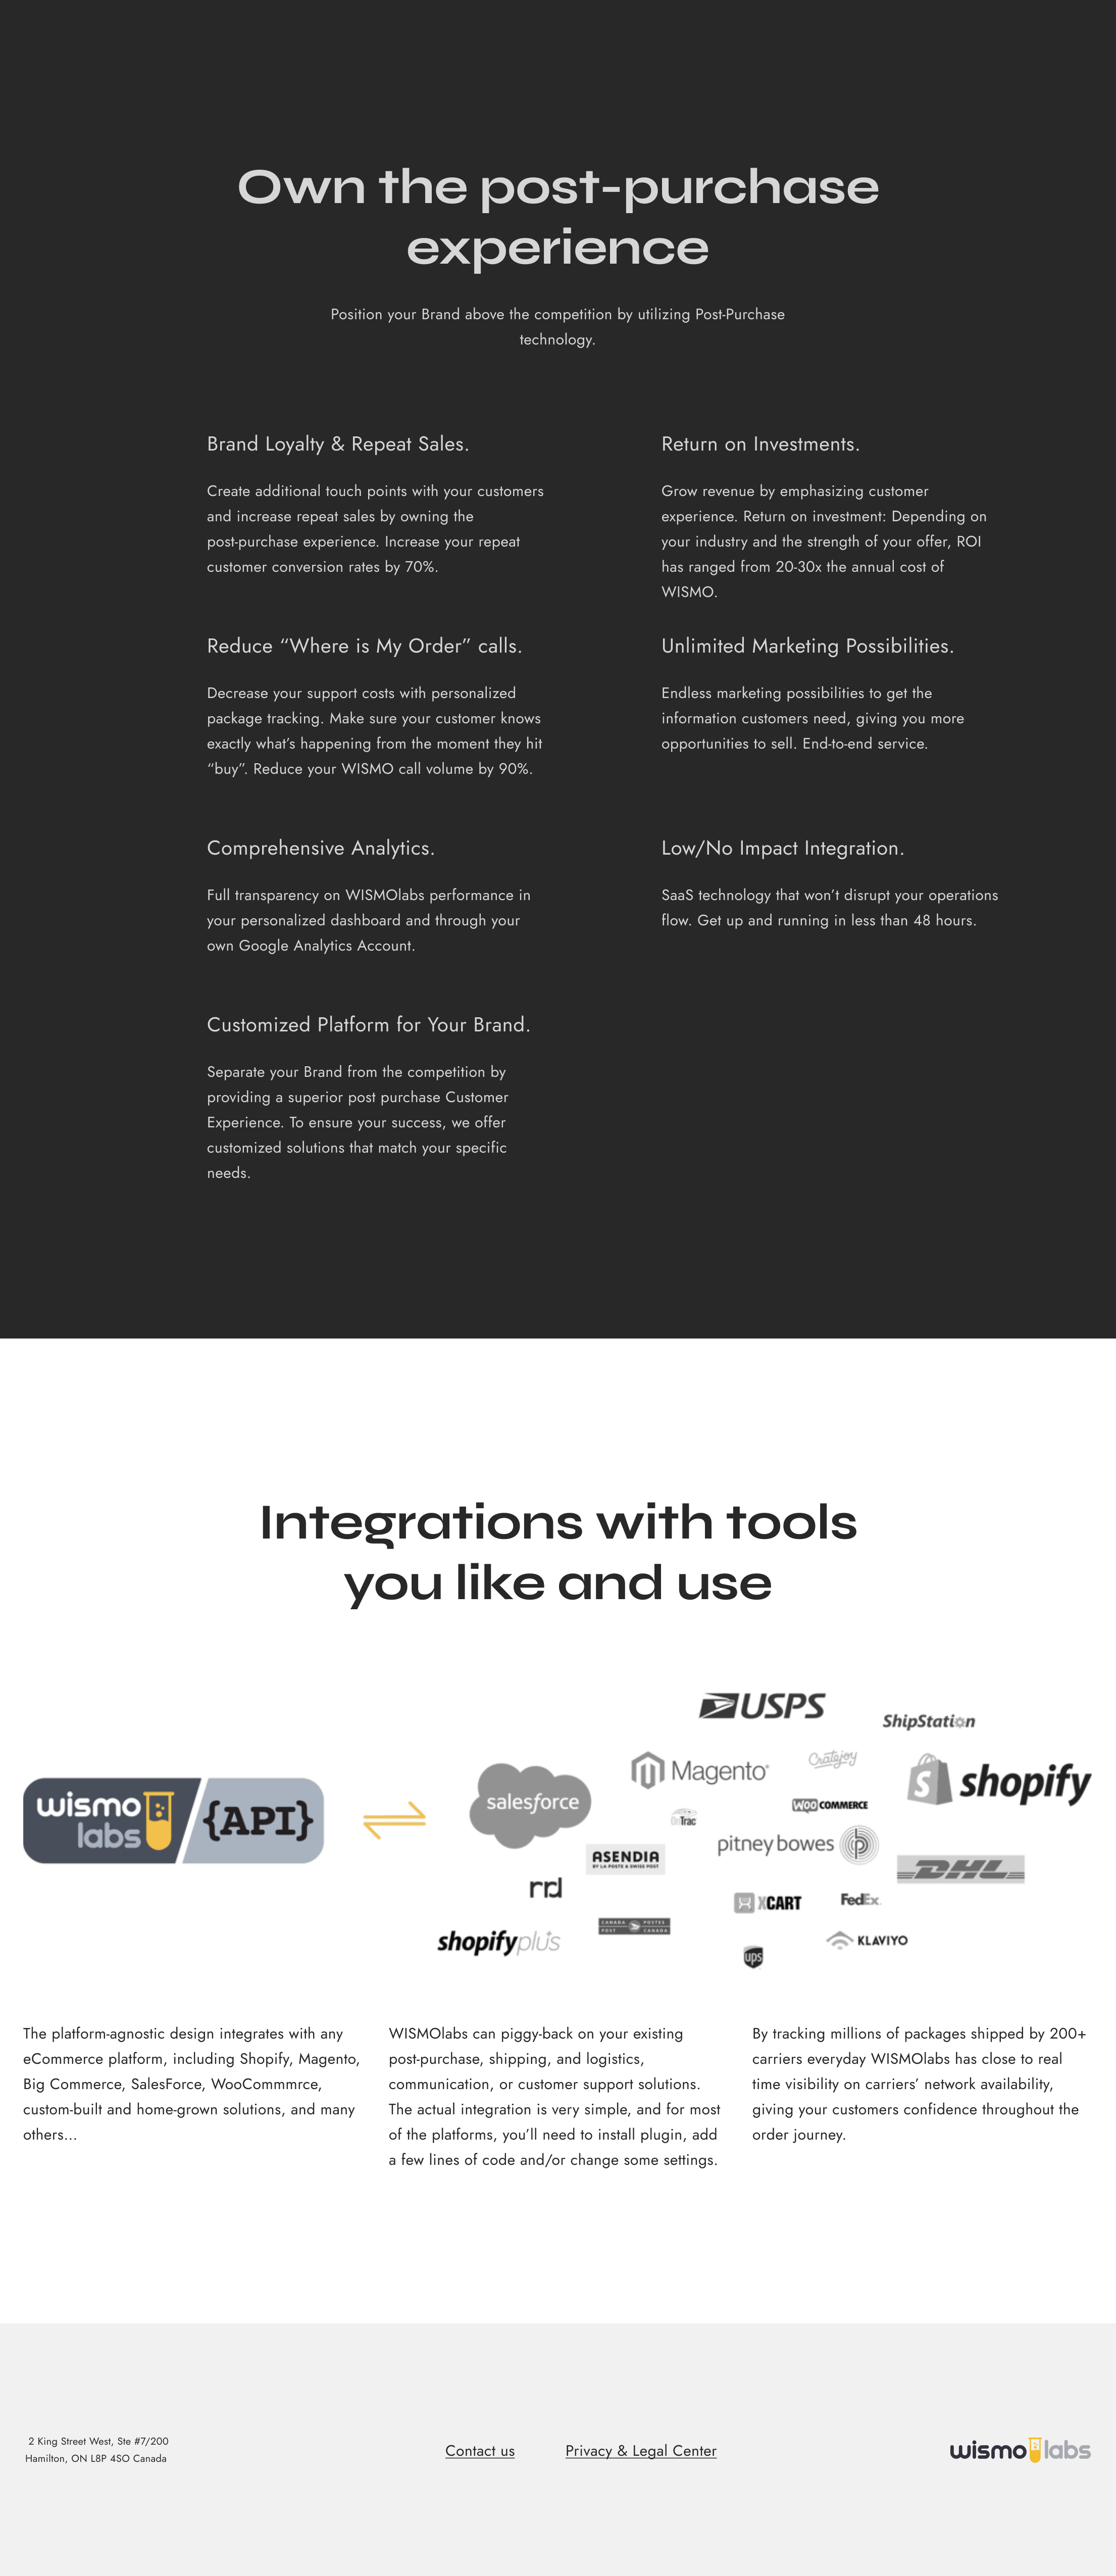 Own the post-purchase
experience
Position your Brand above the competition by utilizing Post-Purchase
technology.
Brand Loyalty & Repeat Sales.
Create additional touch points with your customers
and increase repeat sales by owning the
post-purchase experience. Increase your repeat
customer conversion rates by 70%.
Return on Investments.
Grow revenue by emphasizing customer
experience. Return on investment: Depending on
your industry and the strength of your offer, ROI
has ranged from 20-30x the annual cost of
WISMO.
Reduce “Where is My Order” calls.
Decrease your support costs with personalized
package tracking. Make sure your customer knows
exactly what’s happening from the moment they hit
“buy”. Reduce your WISMO call volume by 90%.
Unlimited Marketing Possibilities.
Endless marketing possibilities to get the
information customers need, giving you more
opportunities to sell. End-to-end service.
Comprehensive Analytics.
Full transparency on WISMOlabs performance in
your personalized dashboard and through your
own Google Analytics Account.
Low/No Impact Integration.
SaaS technology that won’t disrupt your operations
flow. Get up and running in less than 48 hours.
Customized Platform for Your Brand.
Separate your Brand from the competition by
providing a superior post purchase Customer
Experience. To ensure your success, we offer
customized solutions that match your specific
needs.
Integrations with tools
you like and use
wismo
labs
{API}
USPS
ShipStation
Magento
Cratejoy
shopify
salesforce
WOO COMMERCE
OnTrac
pitney bowes
ASENDIA
BY LA POSTE & SWISS POST
DHL
rrd
XCART
FedEx
CANADA POSTES
POST CANADA
shopifyplus
KLAVIYO
ups
The platform-agnostic design integrates with any
eCommerce platform, including Shopify, Magento,
Big Commerce, SalesForce, WooCommmrce,
custom-built and home-grown solutions, and many
others...
WISMOlabs can piggy-back on your existing
post-purchase, shipping, and logistics,
communication, or customer support solutions.
The actual integration is very simple, and for most
of the platforms, you’ll need to install plugin, add
a few lines of code and/or change some settings.
By tracking millions of packages shipped by 200+
carriers everyday WISMOlabs has close to real
time visibility on carriers’ network availability,
giving your customers confidence throughout the
order journey.
2 King Street West, Ste #7/200
Hamilton, ON L8P 4SO Canada
Contact us
Privacy & Legal Center
wismo labs